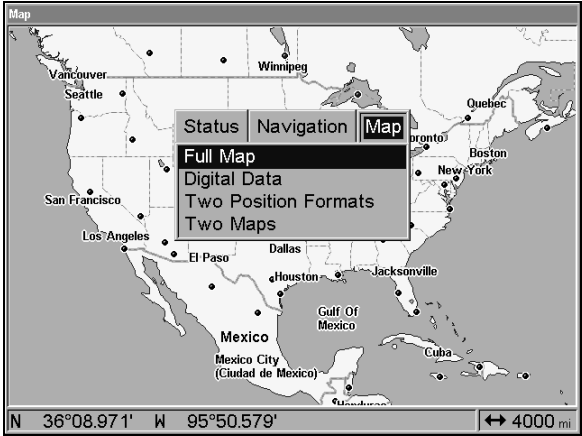 Map
Winnipeg
Vancouver
Seattle
Quebec
Status Navigation Map
oronto
Full Map
Boston
Digital Data
New York
Two Position Formats
San Francisco
Two Maps
Los Angeles
El Paso
Dallas
Houston
Jacksonville
Gulf Of
Mexico
Mexico
Cuba
Mexico City
(Ciudad de Mexico)
Honduras
N 36°08.971' W 95°50.579' ↔ 4000 mi